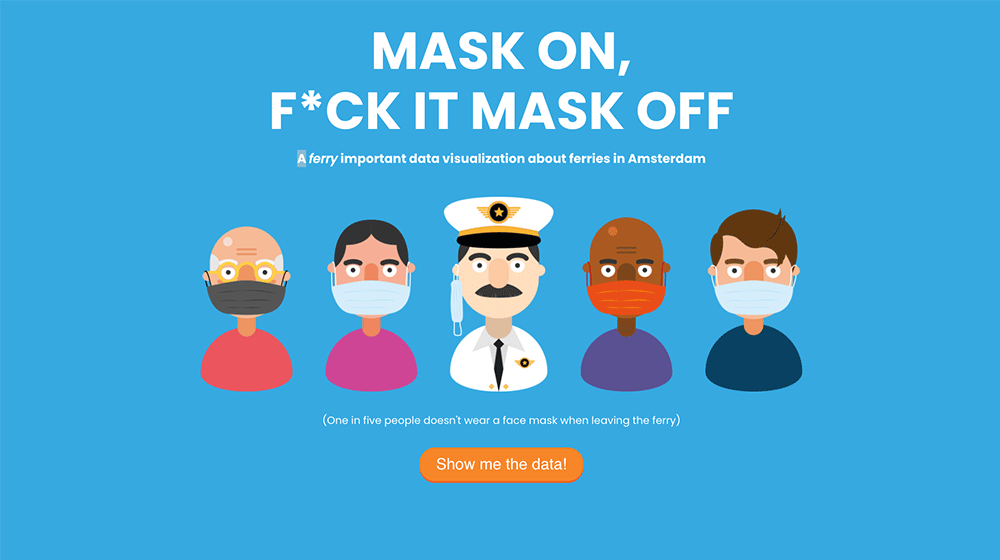 MASK ON,
F*CK IT MASK OFF
A ferry important data visualization about ferries in Amsterdam
(One in five people doesn't wear a face mask when leaving the ferry)
Show me the data!